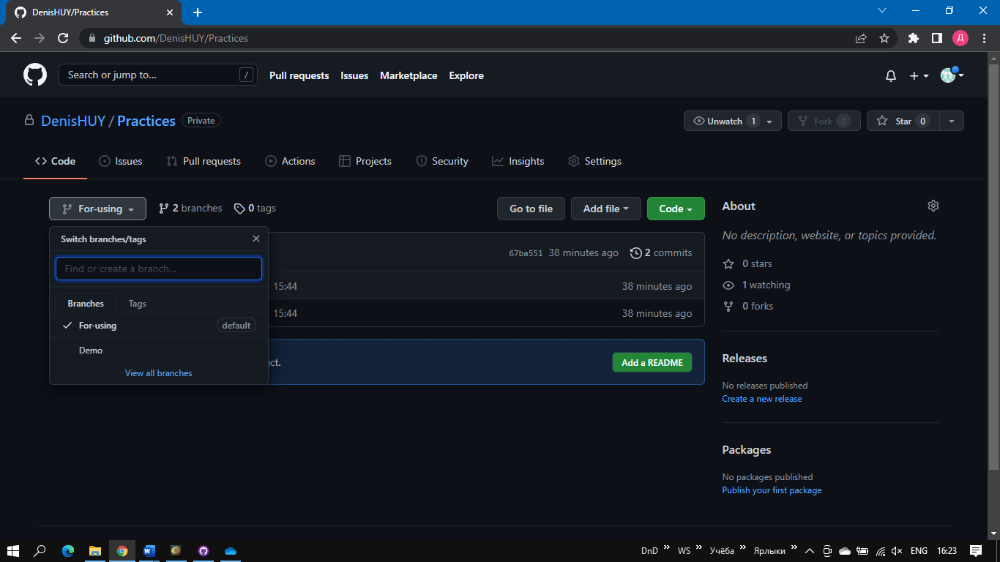 DenisHUY/Practices
github.com/DenisHUY/Practices
Д
Search or jump to... /
Pull requests Issues Marketplace Explore
DenisHUY / Practices Private
Unwatch 1 Fork 0 Star 0
Code Issues Pull requests Actions Projects Security Insights Settings
For-using 2 branches 0 tags Go to file Add file Code
About
Switch branches/tags
No description, website, or topics provided.
67ba551 38 minutes ago 2 commits
0 stars
Find or create a branch...
15:44 38 minutes ago
1 watching
Branches Tags
0 forks
15:44 38 minutes ago
For-using default
Demo
Releases
ect. Add a README
View all branches
No releases published
Create a new release
Packages
No packages published
Publish your first package
DnD » WS » Учёба » Ярлыки » ENG 16:23